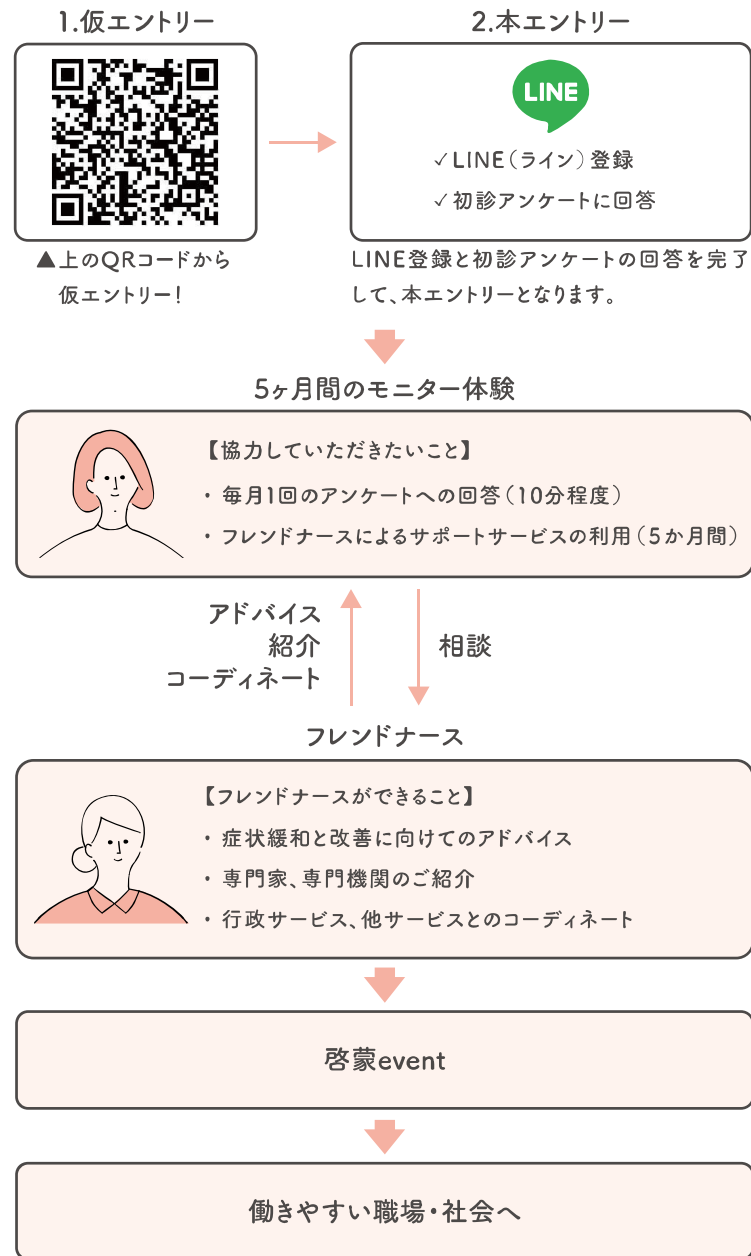 1.仮エントリー
2.本エントリー
LINE
✓LINE(ライン)登録
✓初診アンケートに回答
▲上のQRコードから
仮エントリー!
LINE登録と初診アンケートの回答を完了
して、本エントリーとなります。
5ヶ月間のモニター体験
【協力していただきたいこと】
・毎月1回のアンケートへの回答(10分程度)
・フレンドナースによるサポートサービスの利用(5か月間)
アドバイス
紹介
コーディネート
相談
フレンドナース
【フレンドナースができること】
・症状緩和と改善に向けてのアドバイス
・専門家、専門機関のご紹介
・行政サービス、他サービスとのコーディネート
啓蒙event
働きやすい職場・社会へ